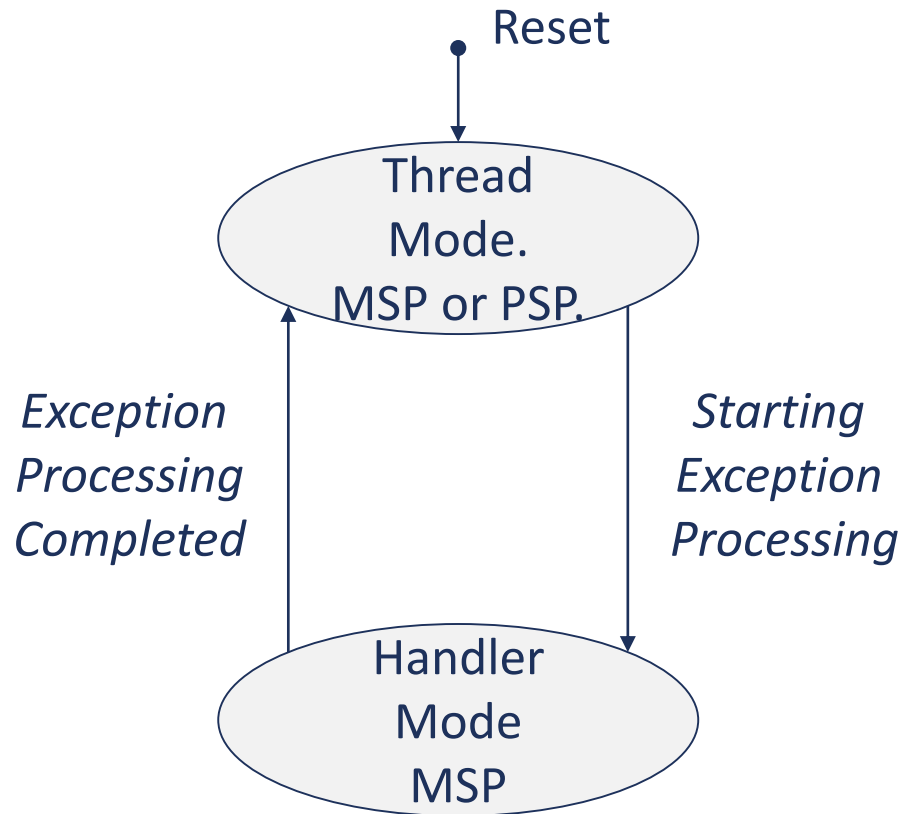 Reset
Thread
Mode.
MSP or PSP.
Exception
Processing
Completed
Starting
Exception
Processing
Handler
Mode
MSP